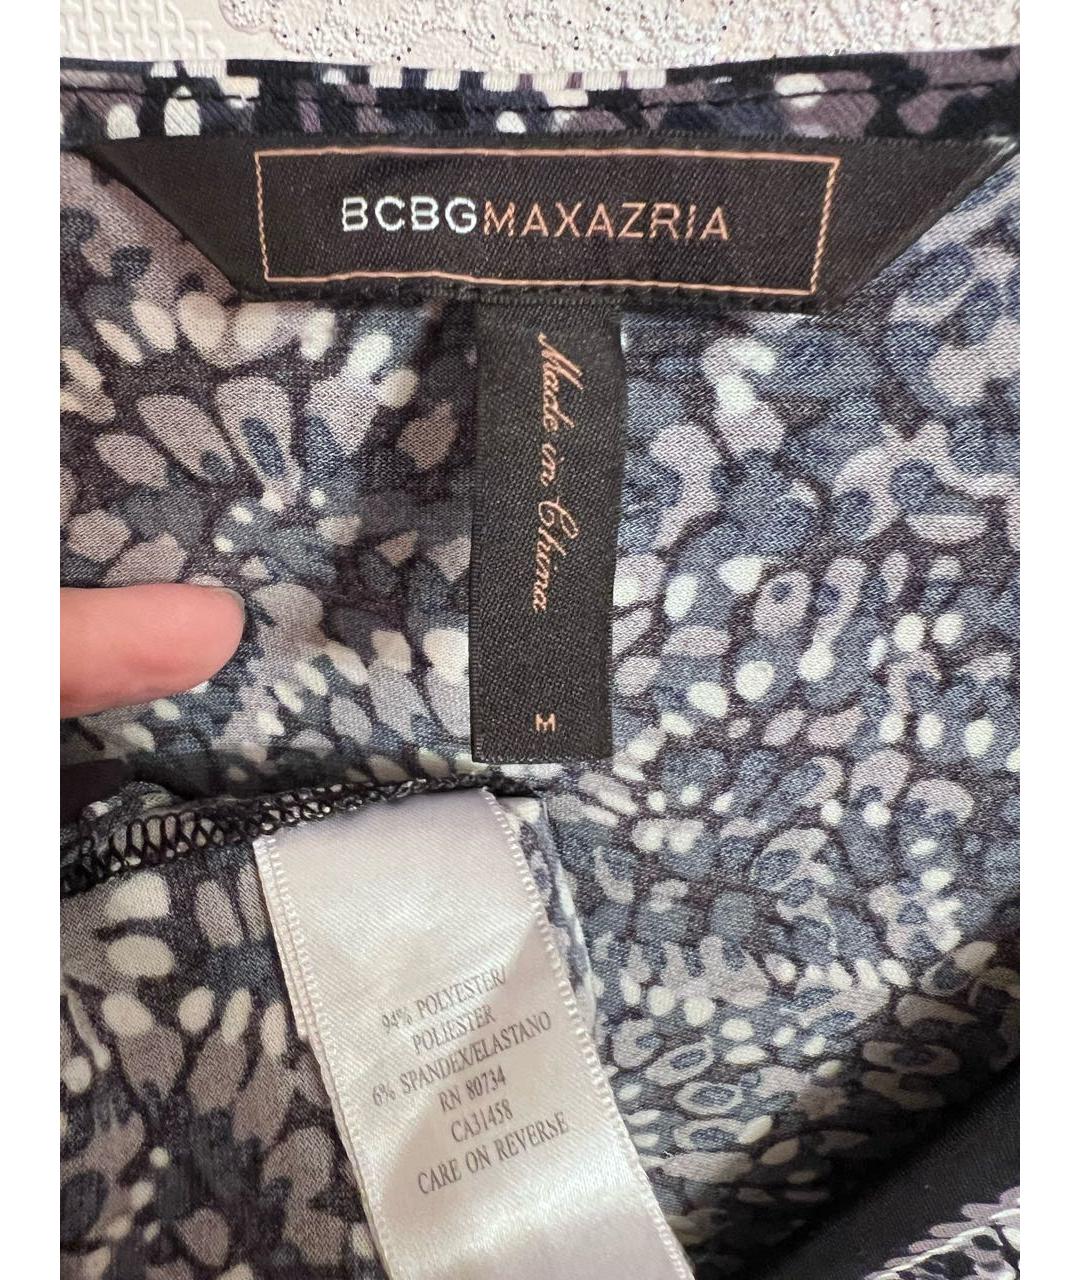 BCBGMAXAZRIA
Made in China
M
94% POLYESTER/
POLIESTER
6% SPANDEX/ELASTANO
RN 80734
CA31458
CARE ON REVERSE